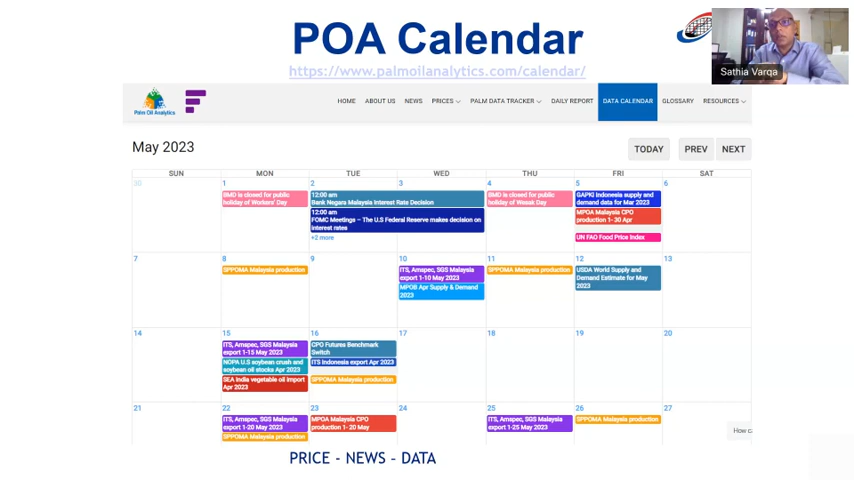 POA Calendar
https://www.palmoilanalytics.com/calendar/
Sathia Varqa
Palm Oil Analytics
HOME ABOUT US NEWS PRICES PALM DATA TRACKER DAILY REPORT DATA CALENDAR GLOSSARY RESOURCES
May 2023
TODAY PREV NEXT
SUN MON TUE WED THU FRI SAT
30 1 2 3 4 5 6
BMD is closed for public
holiday of Workers' Day
12:00 am
Bank Negara Malaysia Interest Rate Decision
12:00 am
FOMC Meetings – The U.S Federal Reserve makes decision on
interest rates
+2 more
BMD is closed for public
holiday of Wesak Day
GAPKI Indonesia supply and
demand data for Mar 2023
MPOA Malaysia CPO
production 1- 30 Apr
UN FAO Food Price Index
7 8 9 10 11 12 13
SPPOMA Malaysia production
ITS, Amspec, SGS Malaysia
export 1-10 May 2023
MPOB Apr Supply & Demand
2023
SPPOMA Malaysia production
USDA World Supply and
Demand Estimate for May
2023
14 15 16 17 18 19 20
ITS, Amspec, SGS Malaysia
export 1-15 May 2023
NOPA U.S soybean crush and
soybean oil stocks Apr 2023
SEA India vegetable oil import
Apr 2023
CPO Futures Benchmark
Switch
ITS Indonesia export Apr 2023
SPPOMA Malaysia production
21 22 23 24 25 26 27
ITS, Amspec, SGS Malaysia
export 1-20 May 2023
SPPOMA Malaysia production
MPOA Malaysia CPO
production 1- 20 May
ITS, Amspec, SGS Malaysia
export 1-25 May 2023
SPPOMA Malaysia production
How ca
PRICE - NEWS - DATA